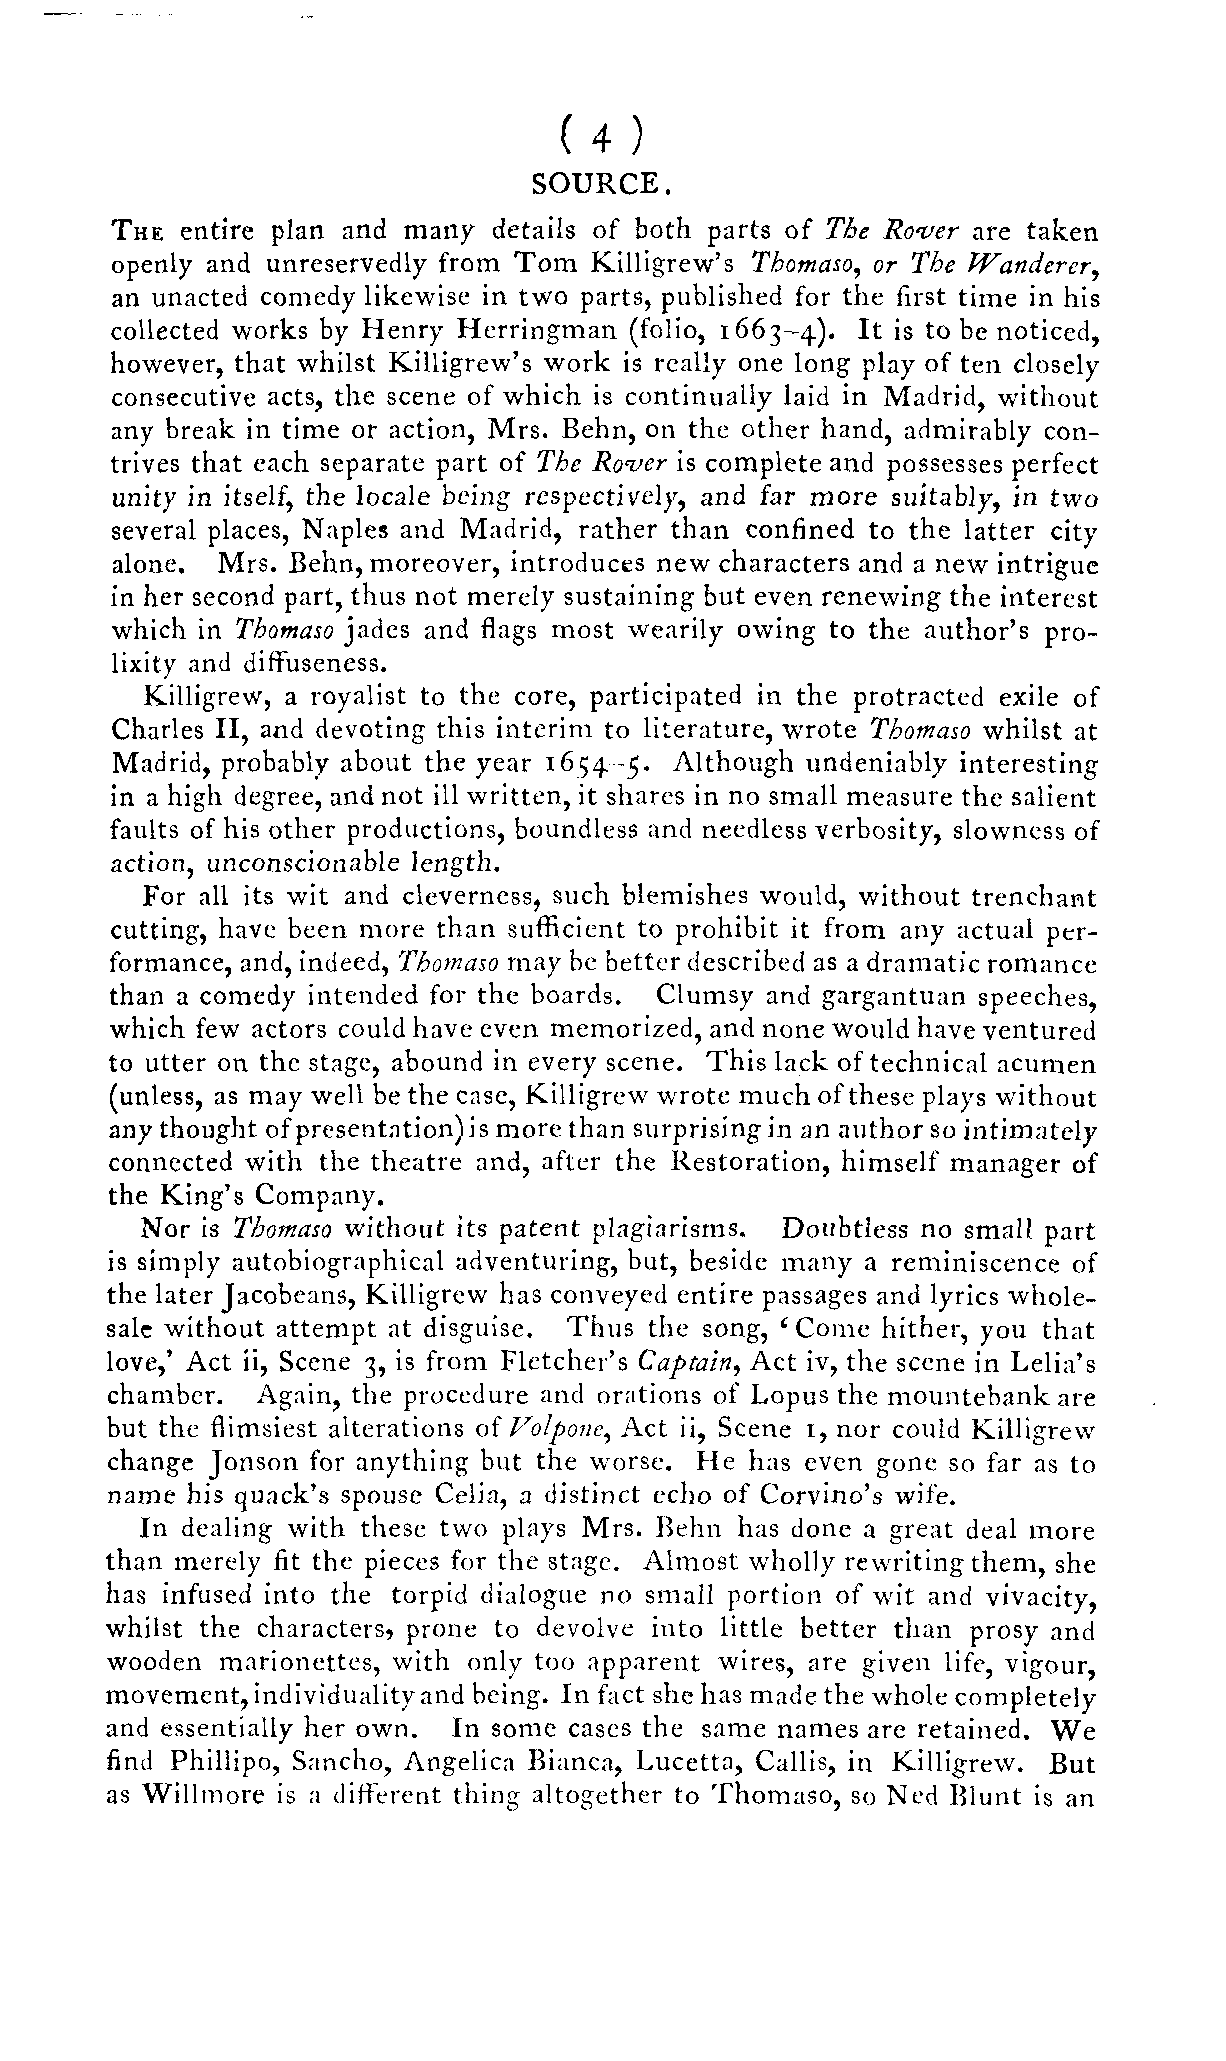 ( 4 )
SOURCE.
THE entire plan and many details of both parts of The Rover are taken
openly and unreservedly from Tom Killigrew's Thomaso, or The Wanderer,
an unacted comedy likewise in two parts, published for the first time in his
collected works by Henry Herringman (folio, 1663–4). It is to be noticed,
however, that whilst Killigrew's work is really one long play of ten closely
consecutive acts, the scene of which is continually laid in Madrid, without
any break in time or action, Mrs. Behn, on the other hand, admirably con-
trives that each separate part of The Rover is complete and possesses perfect
unity in itself, the locale being respectively, and far more suitably, in two
several places, Naples and Madrid, rather than confined to the latter city
alone. Mrs. Behn, moreover, introduces new characters and a new intrigue
in her second part, thus not merely sustaining but even renewing the interest
which in Thomaso jades and flags most wearily owing to the author's pro-
lixity and diffuseness.
Killigrew, a royalist to the core, participated in the protracted exile of
Charles II, and devoting this interim to literature, wrote Thomaso whilst at
Madrid, probably about the year 1654–5. Although undeniably interesting
in a high degree, and not ill written, it shares in no small measure the salient
faults of his other productions, boundless and needless verbosity, slowness of
action, unconscionable length.
For all its wit and cleverness, such blemishes would, without trenchant
cutting, have been more than sufficient to prohibit it from any actual per-
formance, and, indeed, Thomaso may be better described as a dramatic romance
than a comedy intended for the boards. Clumsy and gargantuan speeches,
which few actors could have even memorized, and none would have ventured
to utter on the stage, abound in every scene. This lack of technical acumen
(unless, as may well be the case, Killigrew wrote much of these plays without
any thought of presentation) is more than surprising in an author so intimately
connected with the theatre and, after the Restoration, himself manager of
the King's Company.
Nor is Thomaso without its patent plagiarisms. Doubtless no small part
is simply autobiographical adventuring, but, beside many a reminiscence of
the later Jacobeans, Killigrew has conveyed entire passages and lyrics whole-
sale without attempt at disguise. Thus the song, 'Come hither, you that
love,' Act ii, Scene 3, is from Fletcher's Captain, Act iv, the scene in Lelia's
chamber. Again, the procedure and orations of Lopus the mountebank are
but the flimsiest alterations of Volpone, Act ii, Scene 1, nor could Killigrew
change Jonson for anything but the worse. He has even gone so far as to
name his quack's spouse Celia, a distinct echo of Corvino's wife.
In dealing with these two plays Mrs. Behn has done a great deal more
than merely fit the pieces for the stage. Almost wholly rewriting them, she
has infused into the torpid dialogue no small portion of wit and vivacity,
whilst the characters, prone to devolve into little better than prosy and
wooden marionettes, with only too apparent wires, are given life, vigour,
movement, individuality and being. In fact she has made the whole completely
and essentially her own. In some cases the same names are retained. We
find Phillipo, Sancho, Angelica Bianca, Lucetta, Callis, in Killigrew. But
as Willmore is a different thing altogether to Thomaso, so Ned Blunt is an